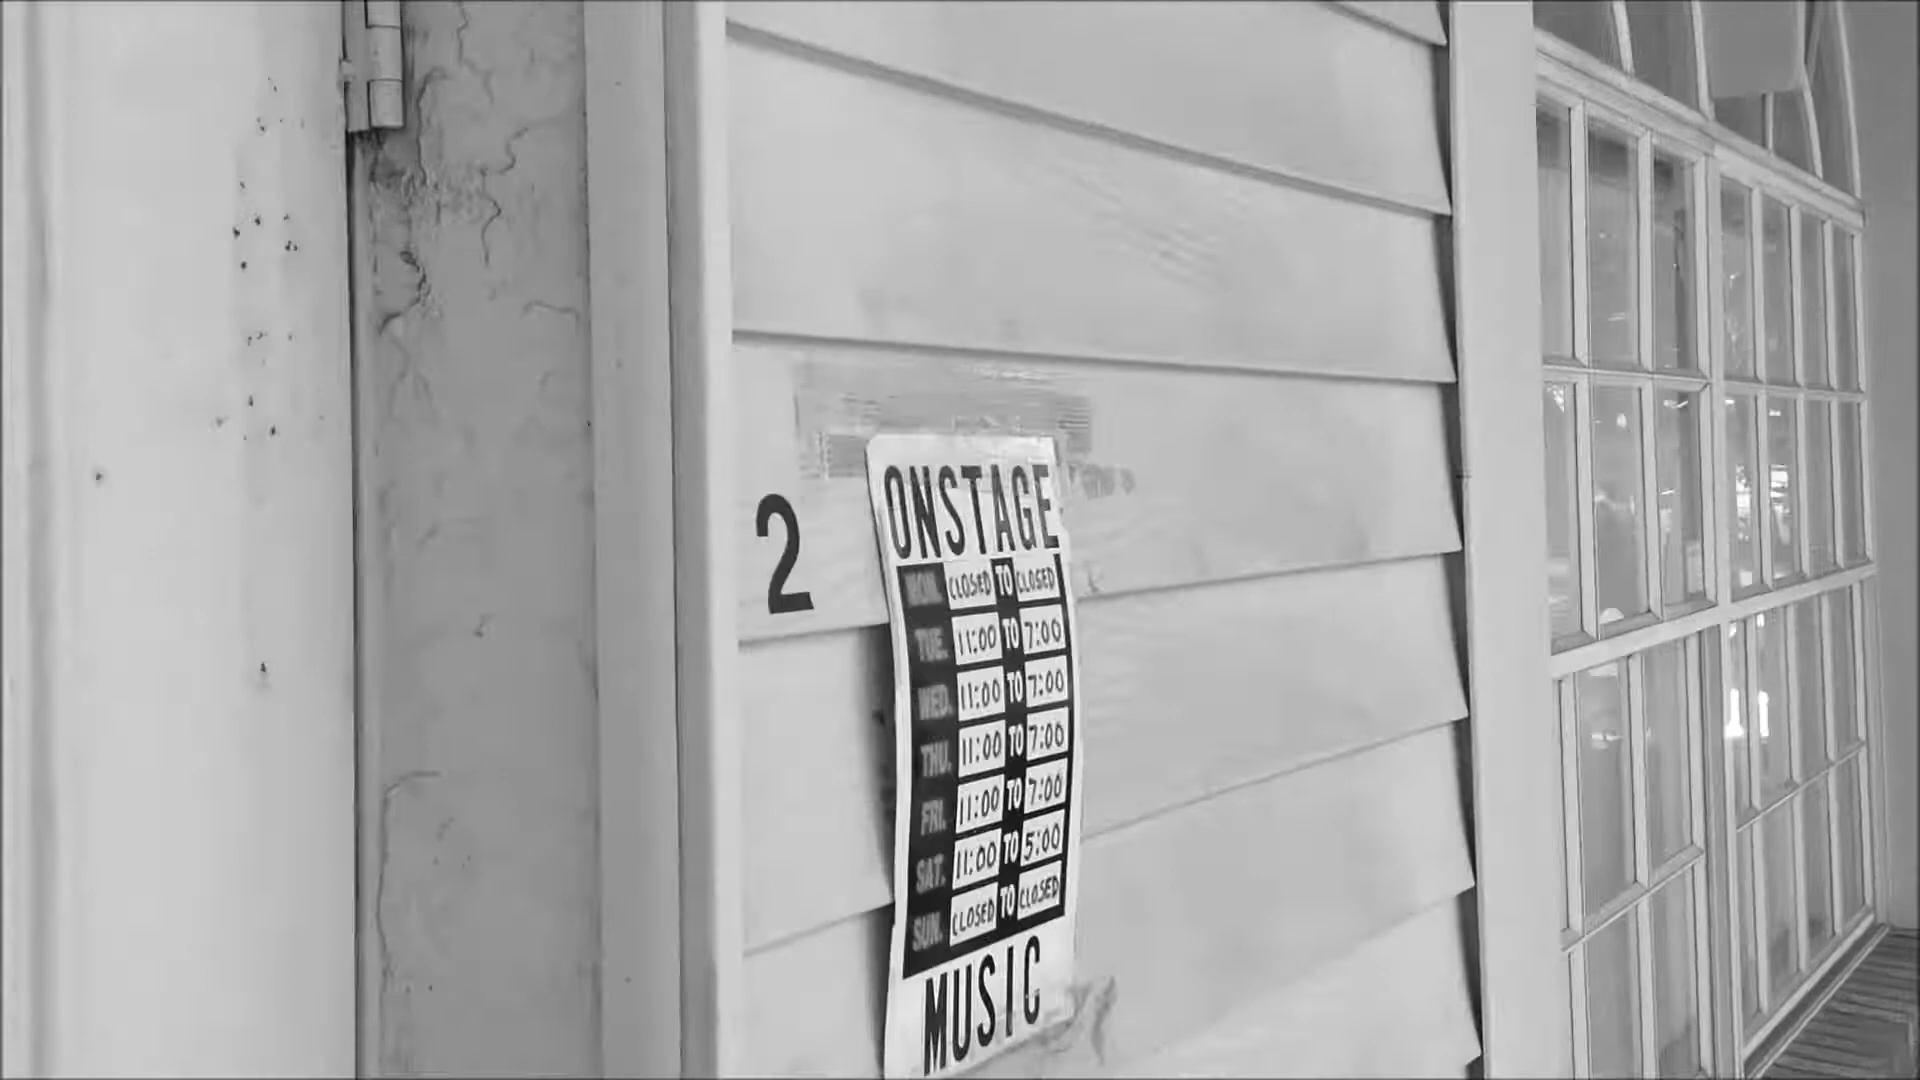 2
ONSTAGE
MON. CLOSED TO CLOSED
TUE. 11:00 TO 7:00
WED. 11:00 TO 7:00
THU. 11:00 TO 7:00
FRI. 11:00 TO 7:00
SAT. 11:00 TO 5:00
SUN. CLOSED TO CLOSED
MUSIC